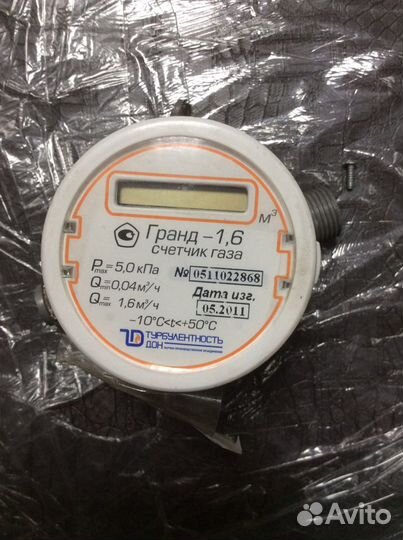 м³
Гранд – 1,6
счетчик газа
Pmax = 5,0 кПа
Qmin = 0,04 м³/ч
Qmax = 1,6 м³/ч
№ 0511022868
Дата изг.
05.2011
–10°C<t<+50°C
ТУРБУЛЕНТНОСТЬ
ДОН
Avito